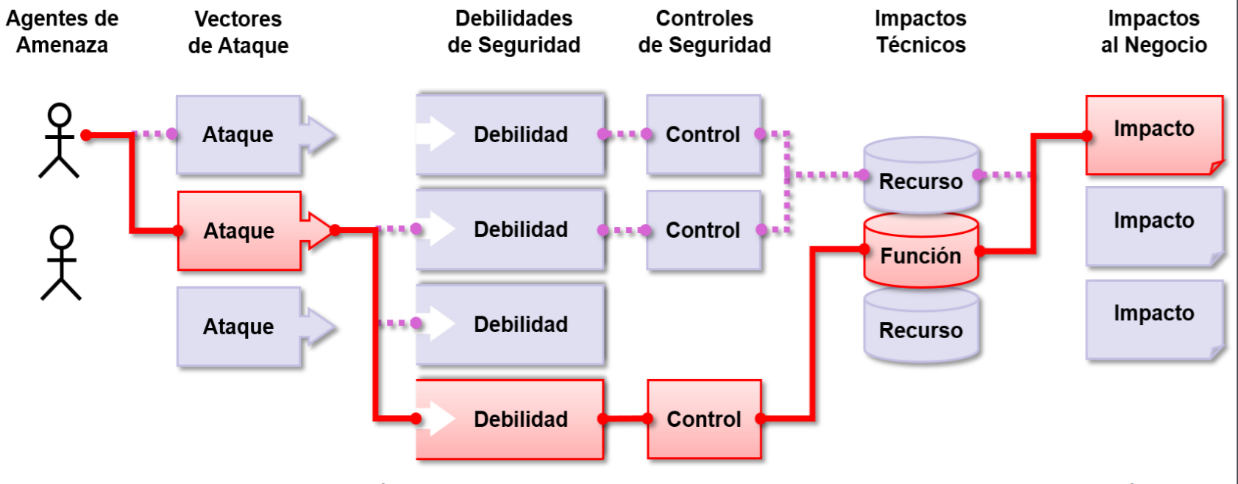 Agentes de
Amenaza
Vectores
de Ataque
Debilidades
de Seguridad
Controles
de Seguridad
Impactos
Técnicos
Impactos
al Negocio
Ataque
Debilidad
Control
Impacto
Recurso
Ataque
Debilidad
Control
Impacto
Función
Ataque
Debilidad
Impacto
Recurso
Debilidad
Control